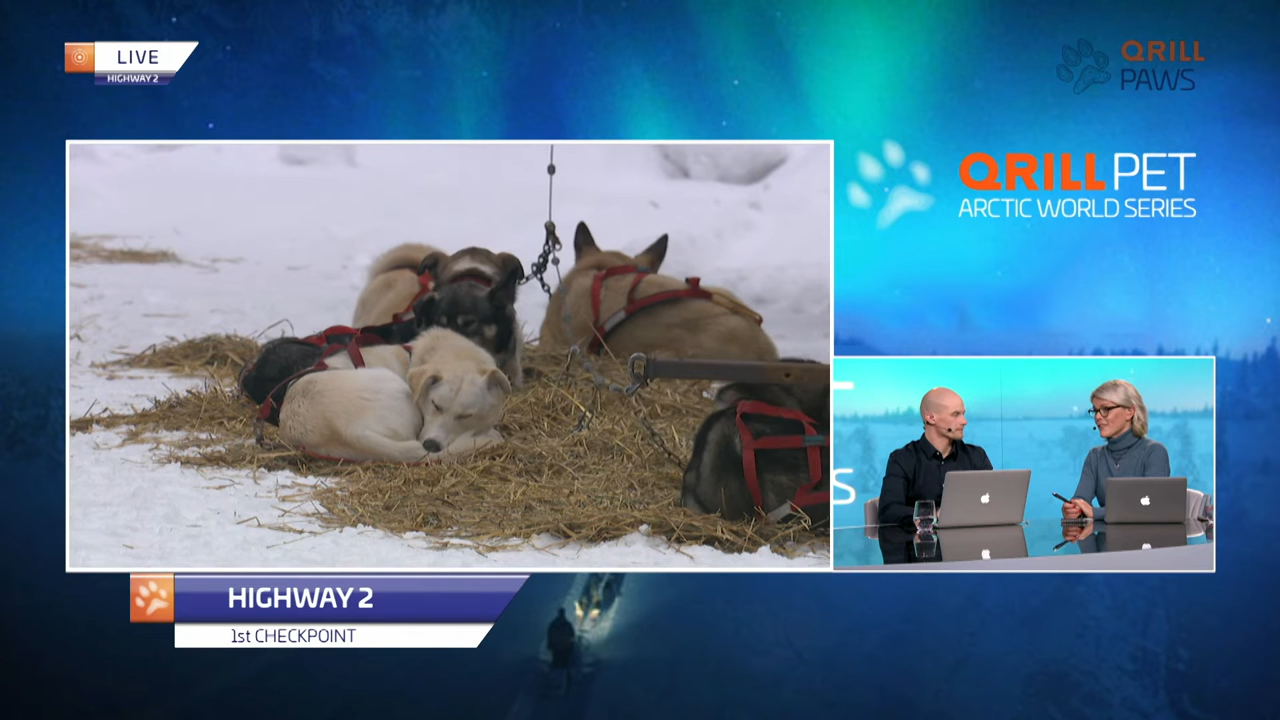 LIVE
HIGHWAY 2
QRILL
PAWS
QRILL PET
ARCTIC WORLD SERIES
S
HIGHWAY 2
1st CHECKPOINT